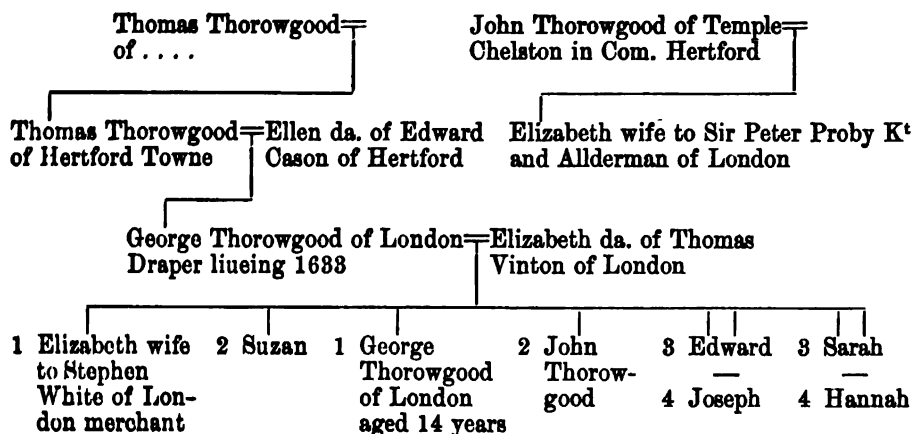 Thomas Thorowgood
of . . . .
John Thorowgood of Temple
Chelston in Com. Hertford
Thomas Thorowgood
of Hertford Towne
Ellen da. of Edward
Cason of Hertford
Elizabeth wife to Sir Peter Proby Kᵗ
and Allderman of London
George Thorowgood of London
Draper liueing 1633
Elizabeth da. of Thomas
Vinton of London
1 Elizabeth wife
to Stephen
White of Lon-
don merchant
2 Suzan
1 George
Thorowgood
of London
aged 14 years
2 John
Thorow-
good
3 Edward
—
4 Joseph
3 Sarah
—
4 Hannah